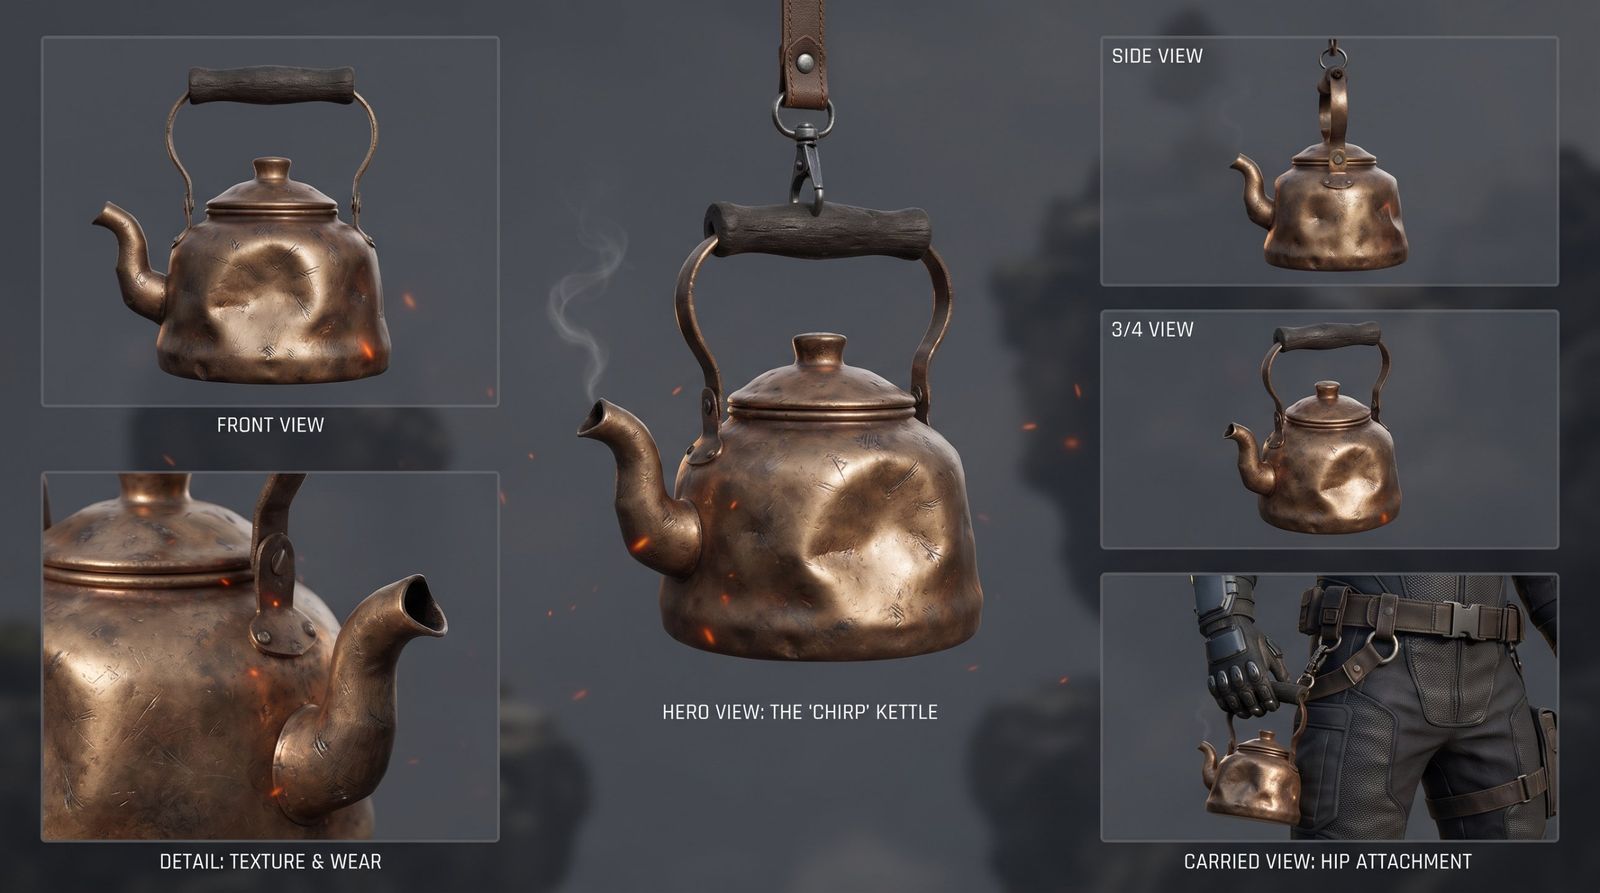 FRONT VIEW
DETAIL: TEXTURE & WEAR
HERO VIEW: THE ‘CHIRP’ KETTLE
SIDE VIEW
3/4 VIEW
CARRIED VIEW: HIP ATTACHMENT